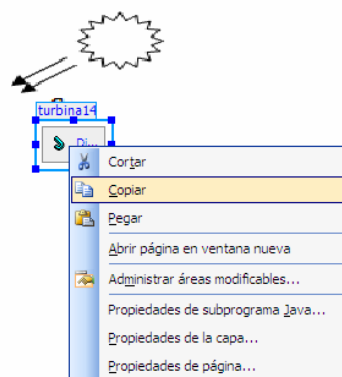 turbina14
Di...
Cortar
Copiar
Pegar
Abrir página en ventana nueva
Administrar áreas modificables...
Propiedades de subprograma Java...
Propiedades de la capa...
Propiedades de página...